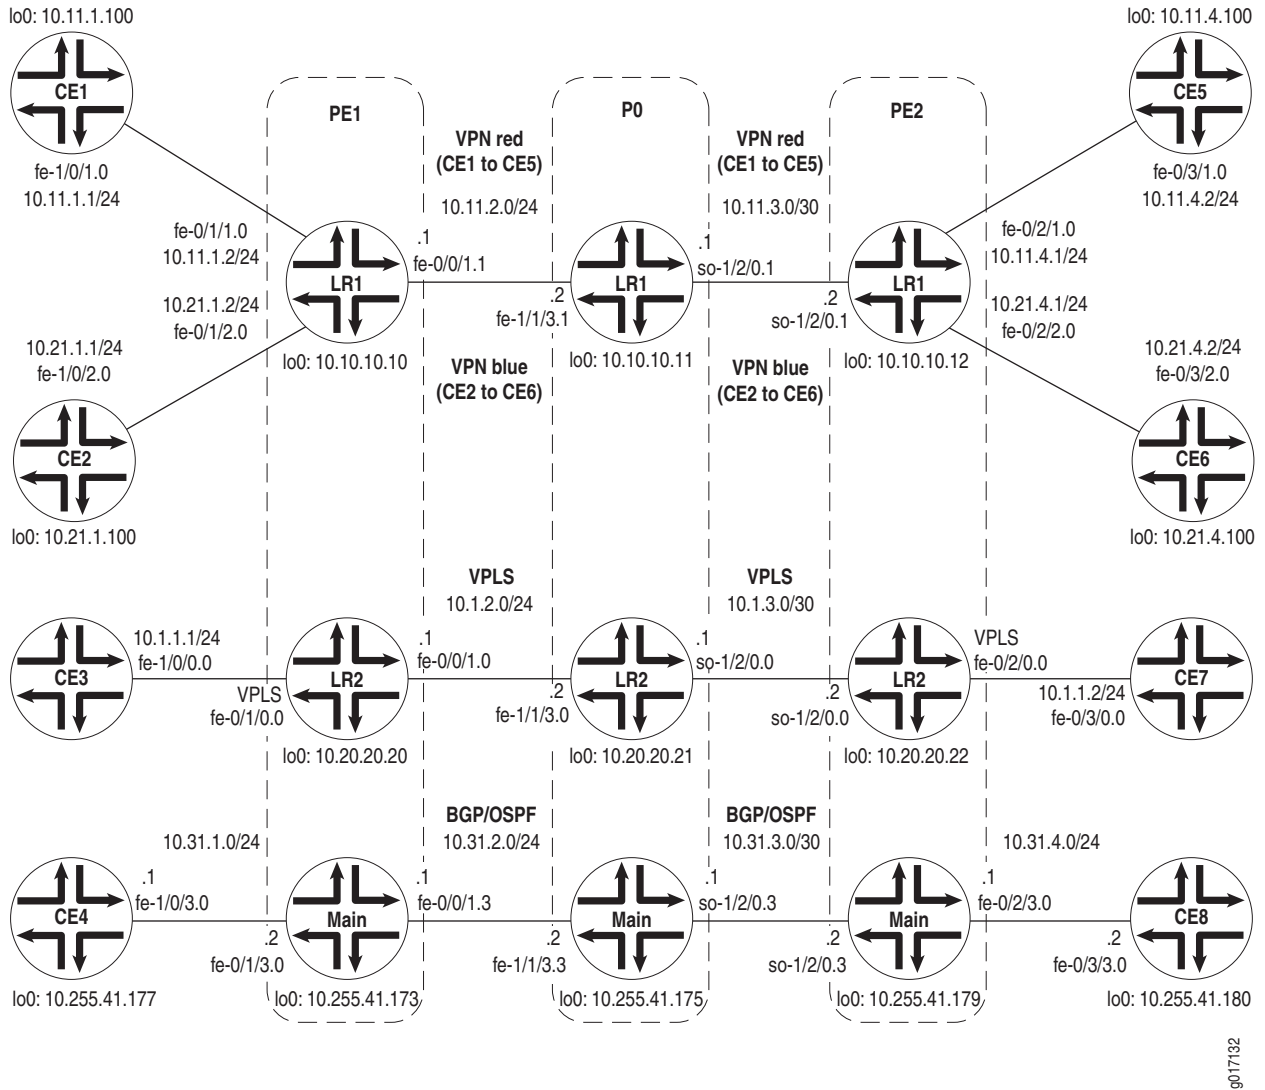 lo0: 10.11.1.100
lo0: 10.11.4.100
CE1
CE5
PE1
P0
PE2
VPN red
(CE1 to CE5)
VPN red
(CE1 to CE5)
fe-1/0/1.0
10.11.1.1/24
fe-0/3/1.0
10.11.4.2/24
10.11.2.0/24
10.11.3.0/30
fe-0/1/1.0
10.11.1.2/24
.1
fe-0/0/1.1
.1
so-1/2/0.1
fe-0/2/1.0
10.11.4.1/24
LR1
LR1
LR1
10.21.1.2/24
fe-0/1/2.0
.2
fe-1/1/3.1
.2
so-1/2/0.1
10.21.4.1/24
fe-0/2/2.0
10.21.1.1/24
fe-1/0/2.0
lo0: 10.10.10.10
lo0: 10.10.10.11
lo0: 10.10.10.12
10.21.4.2/24
fe-0/3/2.0
VPN blue
(CE2 to CE6)
VPN blue
(CE2 to CE6)
CE2
CE6
lo0: 10.21.1.100
lo0: 10.21.4.100
VPLS
10.1.2.0/24
VPLS
10.1.3.0/30
10.1.1.1/24
fe-1/0/0.0
.1
fe-0/0/1.0
.1
so-1/2/0.0
VPLS
fe-0/2/0.0
CE3
LR2
LR2
LR2
CE7
VPLS
fe-0/1/0.0
.2
fe-1/1/3.0
.2
so-1/2/0.0
10.1.1.2/24
fe-0/3/0.0
lo0: 10.20.20.20
lo0: 10.20.20.21
lo0: 10.20.20.22
BGP/OSPF
10.31.2.0/24
BGP/OSPF
10.31.3.0/30
10.31.1.0/24
10.31.4.0/24
.1
fe-1/0/3.0
.1
fe-0/0/1.3
.1
so-1/2/0.3
.1
fe-0/2/3.0
CE4
Main
Main
Main
CE8
.2
fe-0/1/3.0
.2
fe-1/1/3.3
.2
so-1/2/0.3
.2
fe-0/3/3.0
lo0: 10.255.41.177
lo0: 10.255.41.173
lo0: 10.255.41.175
lo0: 10.255.41.179
lo0: 10.255.41.180
g017132